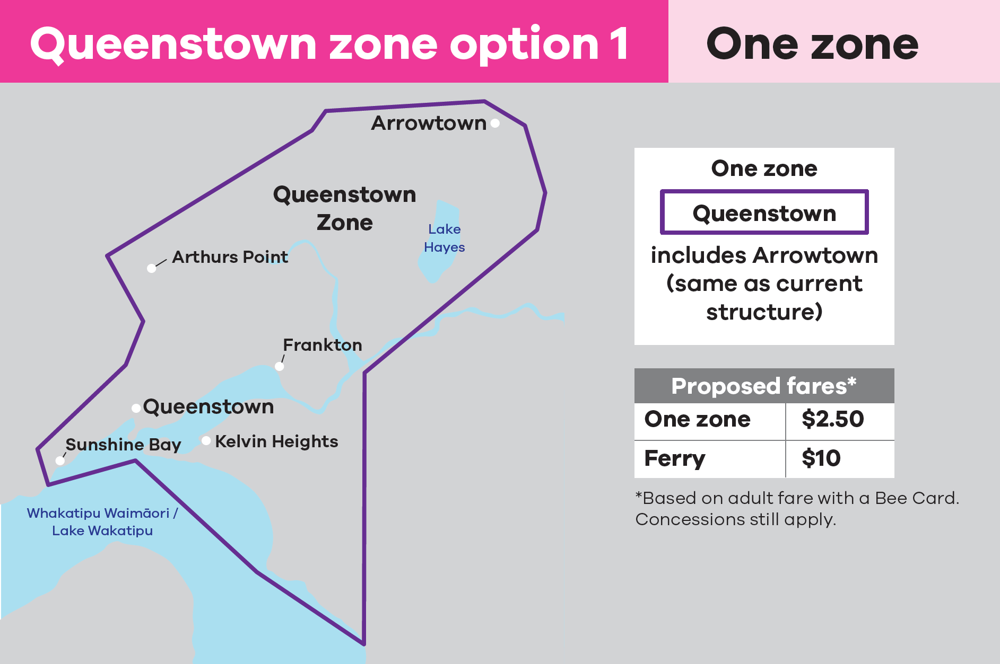 Queenstown zone option 1
One zone
Arrowtown
Queenstown
Zone
Lake
Hayes
Arthurs Point
Frankton
Queenstown
Sunshine Bay
Kelvin Heights
Whakatipu Waimāori /
Lake Wakatipu
One zone
Queenstown
includes Arrowtown
(same as current
structure)
Proposed fares*
One zone $2.50
Ferry $10
*Based on adult fare with a Bee Card.
Concessions still apply.